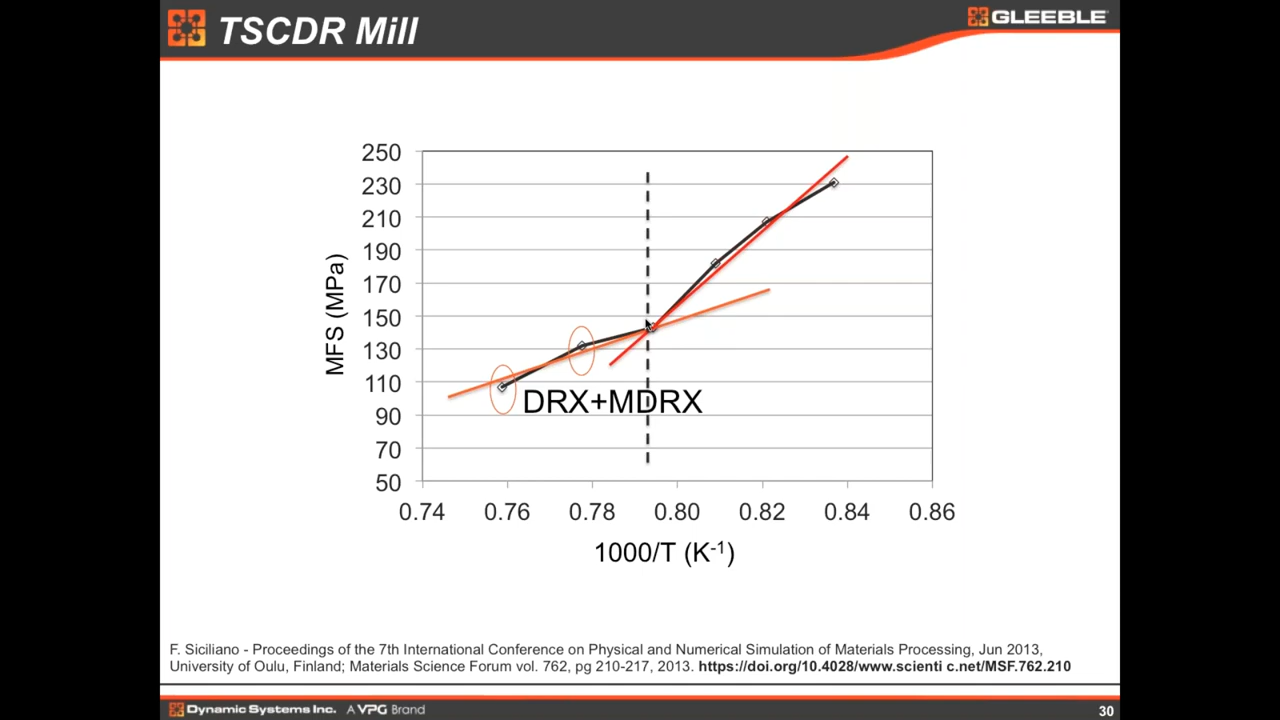 TSCDR Mill
GLEEBLE®
250
230
210
190
170
150
130
110
90
70
50
MFS (MPa)
DRX+MDRX
0.74 0.76 0.78 0.80 0.82 0.84 0.86
1000/T (K⁻¹)
F. Siciliano - Proceedings of the 7th International Conference on Physical and Numerical Simulation of Materials Processing, Jun 2013,
University of Oulu, Finland; Materials Science Forum vol. 762, pg 210-217, 2013. https://doi.org/10.4028/www.scienti c.net/MSF.762.210
Dynamic Systems Inc. A VPG Brand
30